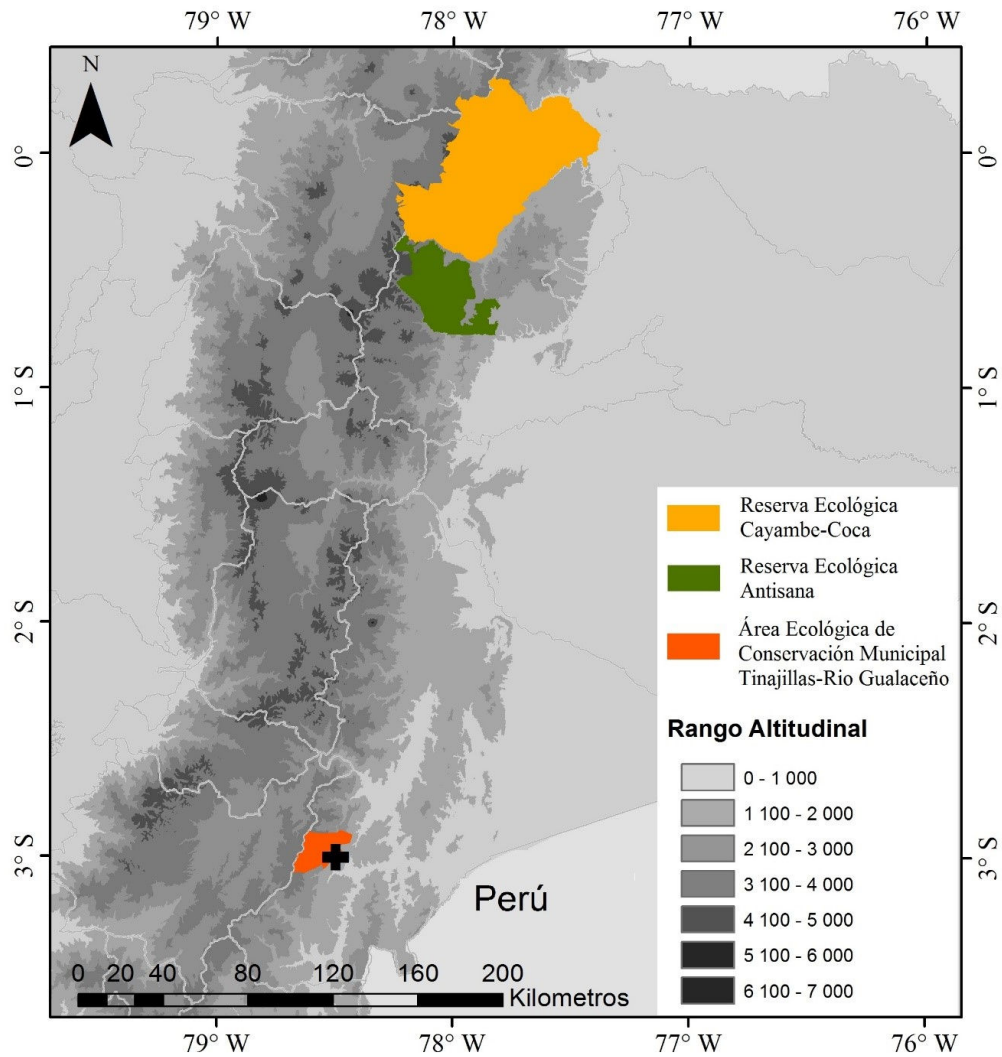 79° W 78° W 77° W 76° W
N
0° 0°
1° S 1° S
Reserva Ecológica
Cayambe-Coca
Reserva Ecológica
Antisana
2° S 2° S
Área Ecológica de
Conservación Municipal
Tinajillas-Rio Gualaceño
Rango Altitudinal
0 - 1 000
1 100 - 2 000
2 100 - 3 000
3 100 - 4 000
4 100 - 5 000
5 100 - 6 000
6 100 - 7 000
3° S 3° S
Perú
0 20 40 80 120 160 200
Kilometros
79° W 78° W 77° W 76° W